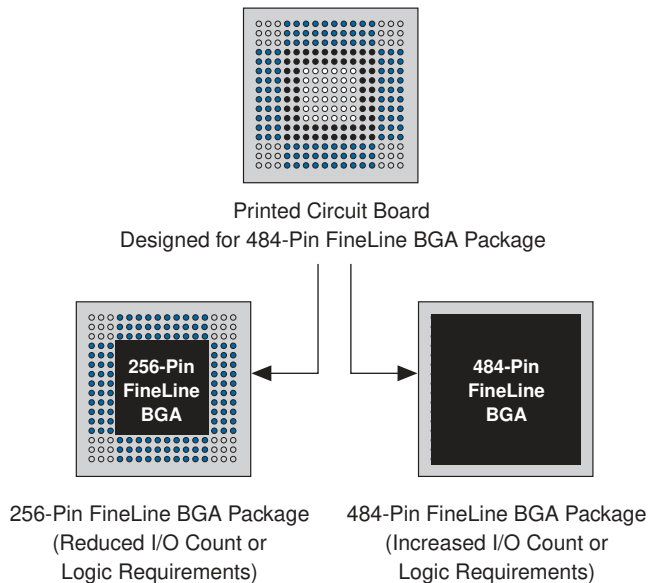 Printed Circuit Board
Designed for 484-Pin FineLine BGA Package
256-Pin
FineLine
BGA
484-Pin
FineLine
BGA
256-Pin FineLine BGA Package
(Reduced I/O Count or
Logic Requirements)
484-Pin FineLine BGA Package
(Increased I/O Count or
Logic Requirements)